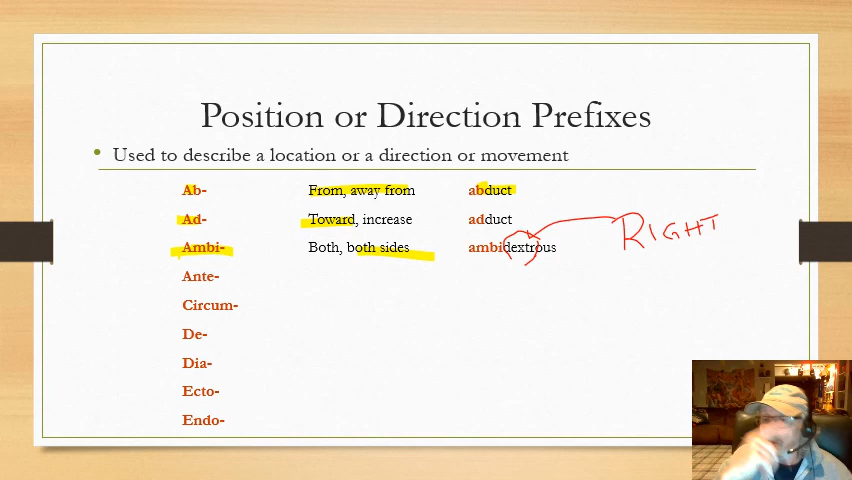 Position or Direction Prefixes
• Used to describe a location or a direction or movement
Ab- From, away from abduct
Ad- Toward, increase adduct
Ambi- Both, both sides ambidextrous RIGHT
Ante-
Circum-
De-
Dia-
Ecto-
Endo-